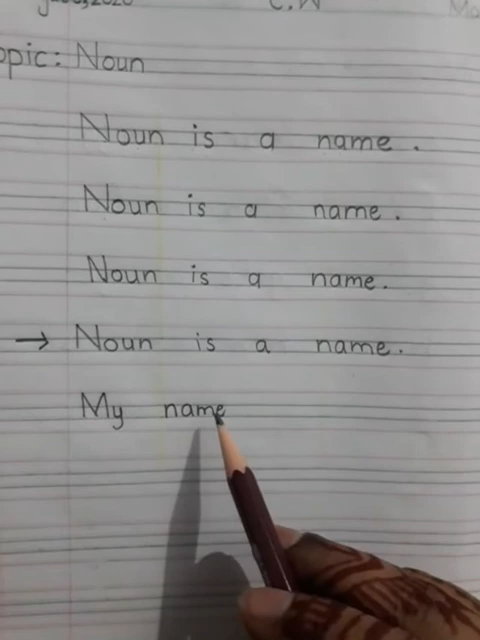 C.W
Topic: Noun
Noun is a name.
Noun is a name.
Noun is a name.
→ Noun is a name.
My name